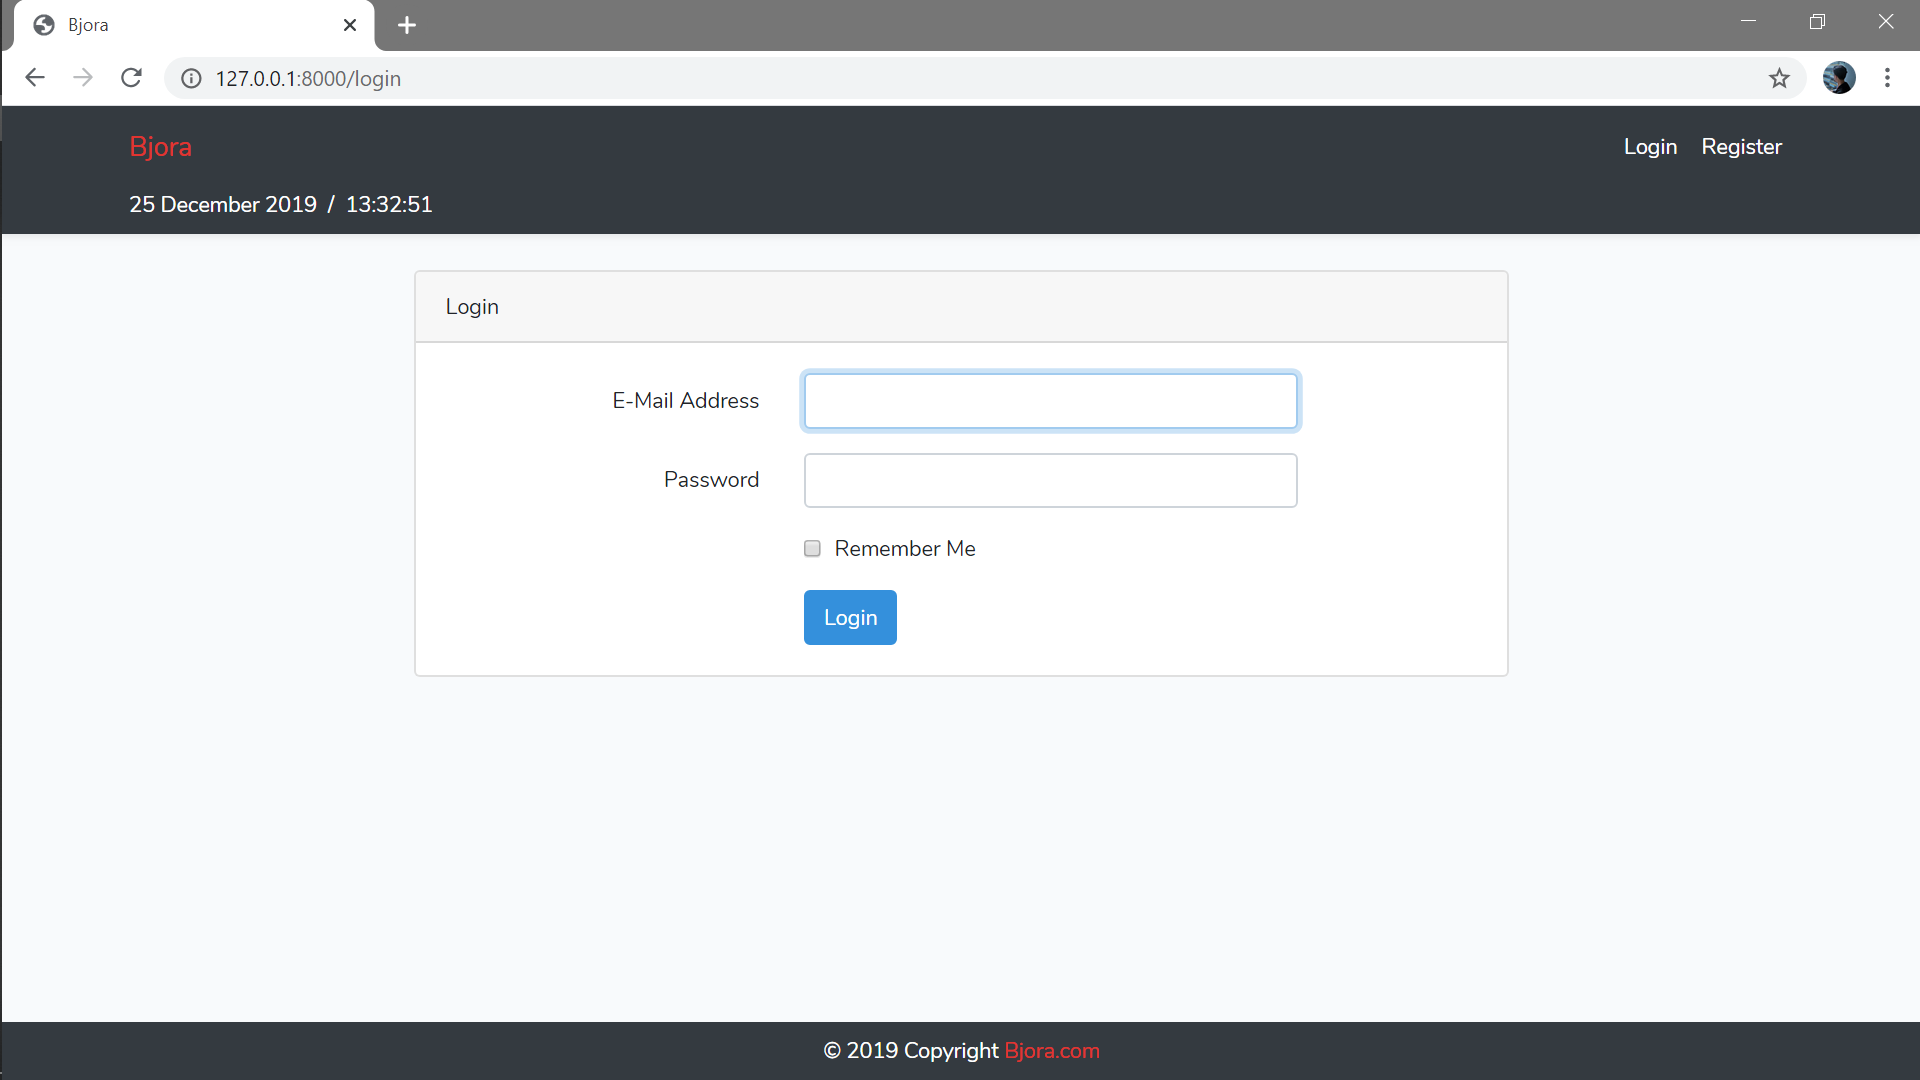 Bjora
127.0.0.1:8000/login
Bjora
Login Register
25 December 2019 / 13:32:51
Login
E-Mail Address
Password
Remember Me
Login
© 2019 Copyright Bjora.com